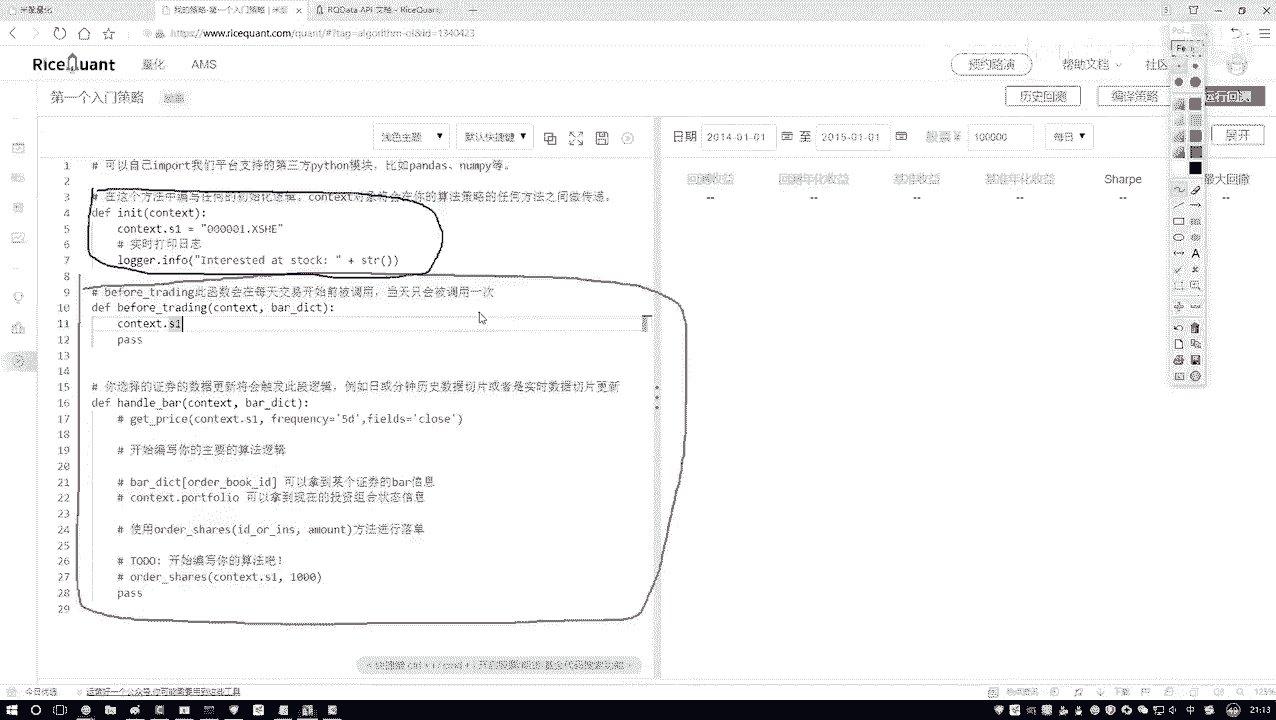 米筐量化
我的策略-第一个入门策略 | 米筐
RQData API 文档 - RiceQuant
https://www.ricequant.com/quant/#?tag=algorithm-ol&id=1340423
RiceQuant 量化 AMS 预约路演 帮助文档 社区
第一个入门策略 历史回测 编译策略 运行回测
浅色主题 默认快捷键 日期 2014-01-01 至 2015-01-01 股票¥ 100000 每日 展开
回测收益 回测年化收益 基准收益 基准年化收益 Sharpe 最大回撤
-- -- -- -- -- --
1 # 可以自己import我们平台支持的第三方python模块，比如pandas、numpy等。
2
3 # 在这个方法中编写任何的初始化逻辑。context对象将会在你的算法策略的任何方法之间做传递。
4 def init(context):
5 context.s1 = "000001.XSHE"
6 # 实时打印日志
7 logger.info("Interested at stock: " + str())
8
9 # before_trading此函数会在每天交易开始前被调用，当天只会被调用一次
10 def before_trading(context, bar_dict):
11 context.s1
12 pass
13
14
15 # 你选择的证券的数据更新将会触发此段逻辑，例如日或分钟历史数据切片或者是实时数据切片更新
16 def handle_bar(context, bar_dict):
17 # get_price(context.s1, frequency='5d',fields='close')
18
19 # 开始编写你的主要的算法逻辑
20
21 # bar_dict[order_book_id] 可以拿到某个证券的bar信息
22 # context.portfolio 可以拿到现在的投资组合状态信息
23
24 # 使用order_shares(id_or_ins, amount)方法进行落单
25
26 # TODO: 开始编写你的算法吧！
27 # order_shares(context.s1, 1000)
28 pass
29
今日优选
125%
中 21:13